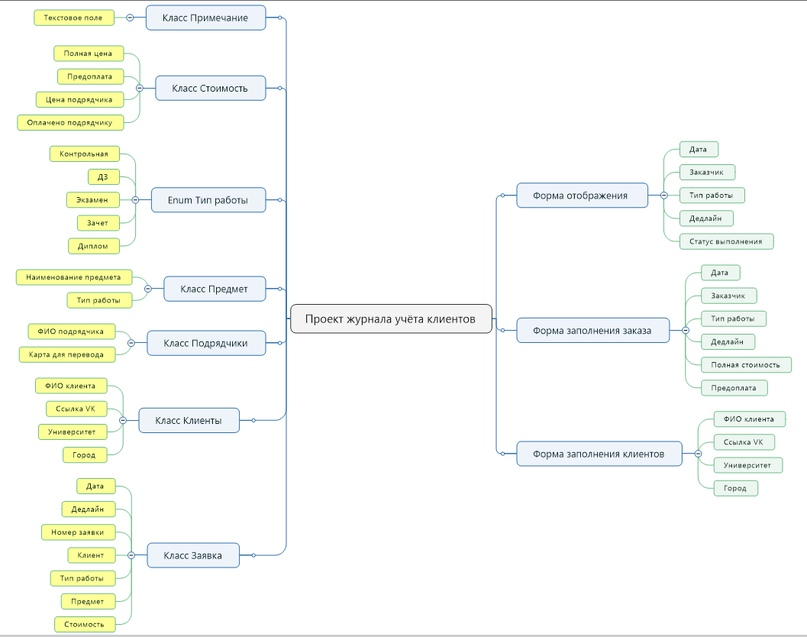 Проект журнала учёта клиентов
Класс Примечание
Текстовое поле
Класс Стоимость
Полная цена
Предоплата
Цена подрядчика
Оплачено подрядчику
Enum Тип работы
Контрольная
ДЗ
Экзамен
Зачет
Диплом
Класс Предмет
Наименование предмета
Тип работы
Класс Подрядчики
ФИО подрядчика
Карта для перевода
Класс Клиенты
ФИО клиента
Ссылка VK
Университет
Город
Класс Заявка
Дата
Дедлайн
Номер заявки
Клиент
Тип работы
Предмет
Стоимость
Форма отображения
Дата
Заказчик
Тип работы
Дедлайн
Статус выполнения
Форма заполнения заказа
Дата
Заказчик
Тип работы
Дедлайн
Полная стоимость
Предоплата
Форма заполнения клиентов
ФИО клиента
Ссылка VK
Университет
Город